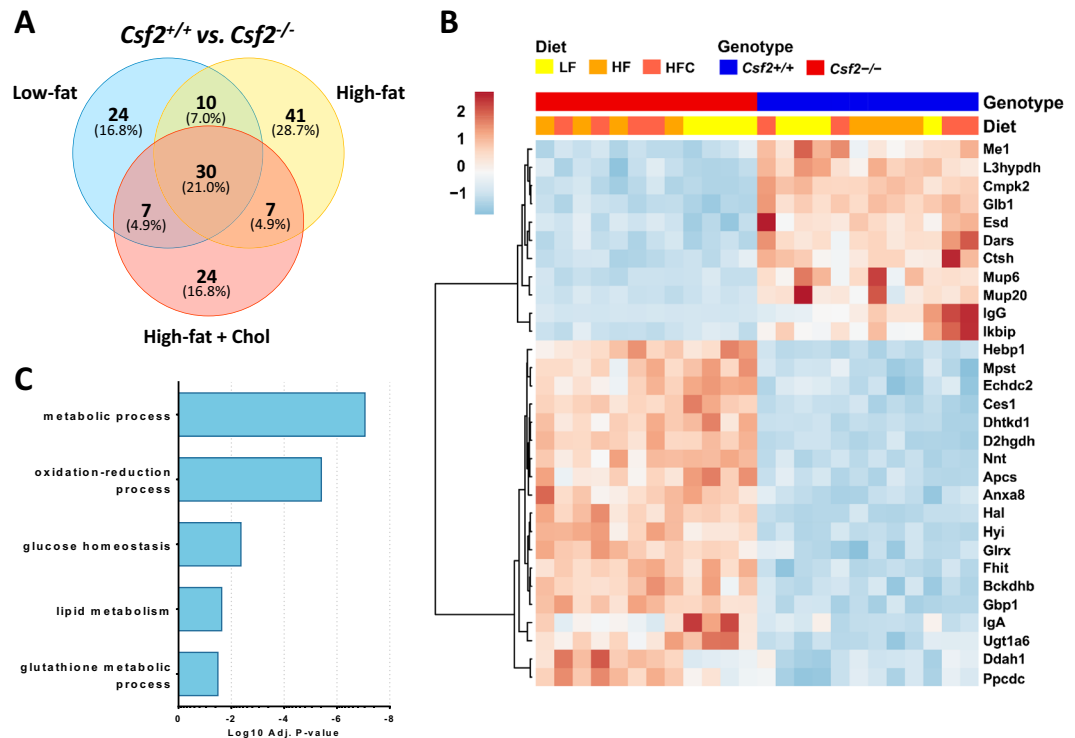 A
Csf2+/+ vs. Csf2-/-
Low-fat
High-fat
24
(16.8%)
10
(7.0%)
41
(28.7%)
30
(21.0%)
7
(4.9%)
7
(4.9%)
24
(16.8%)
High-fat + Chol
B
Diet
LF HF HFC
Genotype
Csf2+/+ Csf2−/−
2
1
0
−1
Genotype
Diet
Me1
L3hypdh
Cmpk2
Glb1
Esd
Dars
Ctsh
Mup6
Mup20
IgG
Ikbip
Hebp1
Mpst
Echdc2
Ces1
Dhtkd1
D2hgdh
Nnt
Apcs
Anxa8
Hal
Hyi
Glrx
Fhit
Bckdhb
Gbp1
IgA
Ugt1a6
Ddah1
Ppcdc
C
metabolic process
oxidation-reduction
process
glucose homeostasis
lipid metabolism
glutathione metabolic
process
0 -2 -4 -6 -8
Log10 Adj. P-value